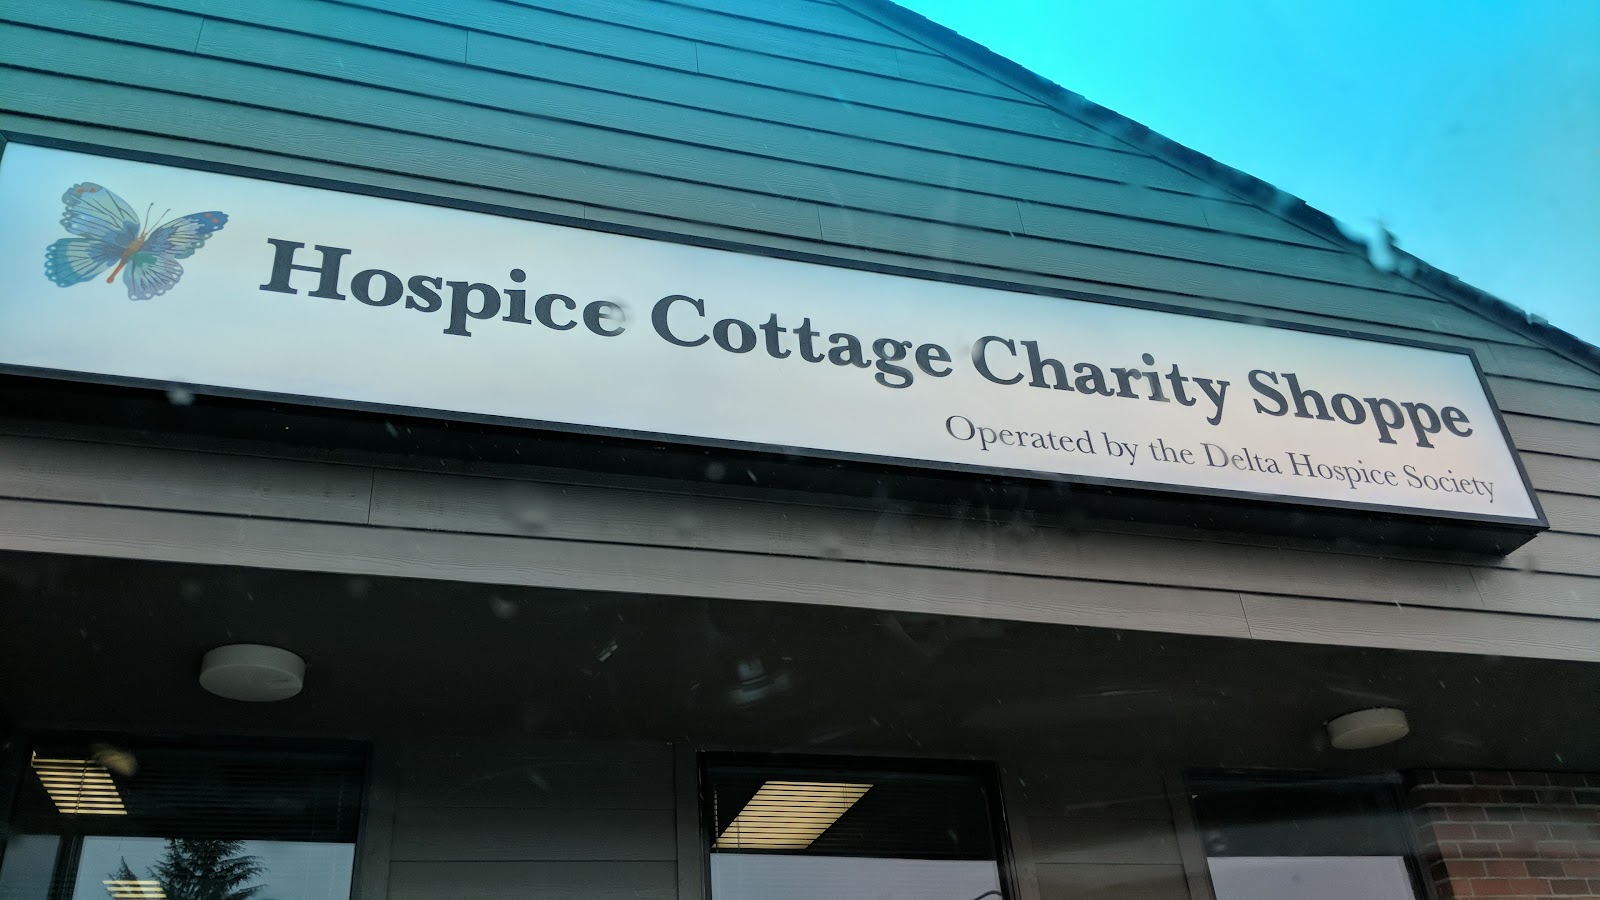 Hospice Cottage Charity Shoppe
Operated by the Delta Hospice Society